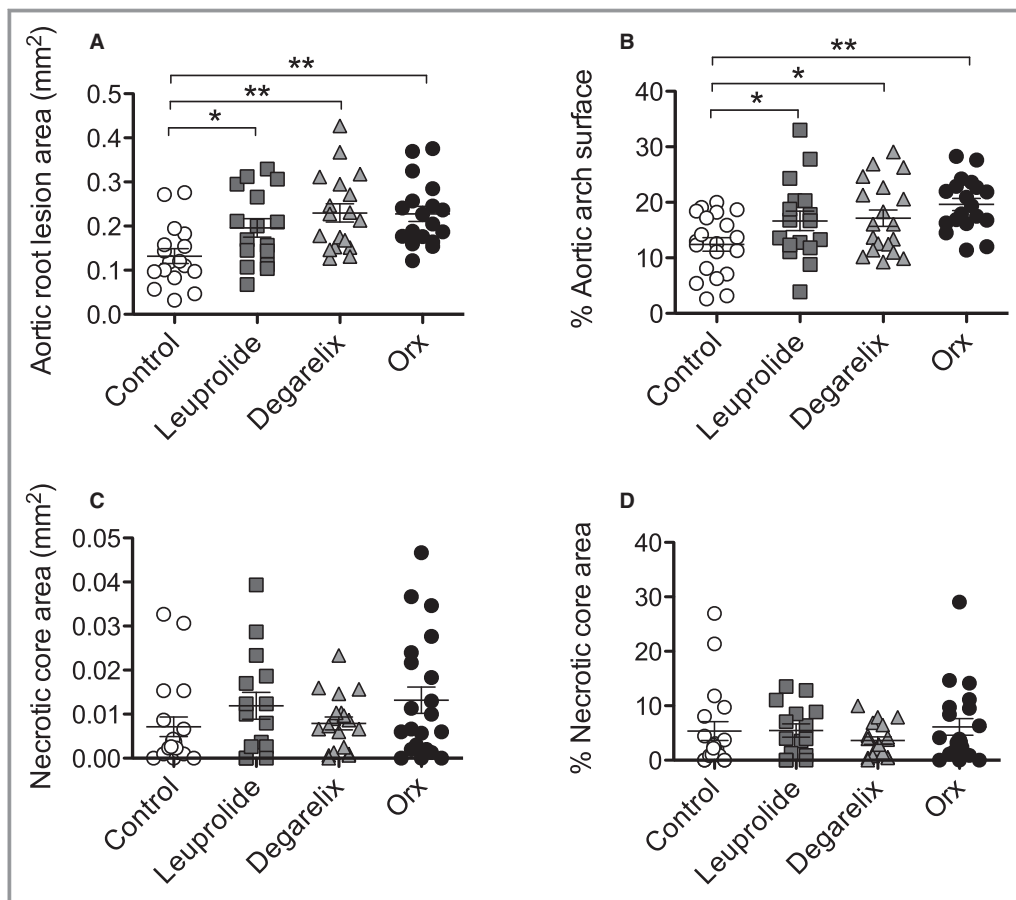 A
Aortic root lesion area (mm²)
**
**
*
0.5
0.4
0.3
0.2
0.1
0.0
Control
Leuprolide
Degarelix
Orx
B
% Aortic arch surface
**
*
*
40
30
20
10
0
Control
Leuprolide
Degarelix
Orx
C
Necrotic core area (mm²)
0.05
0.04
0.03
0.02
0.01
0.00
Control
Leuprolide
Degarelix
Orx
D
% Necrotic core area
40
30
20
10
0
Control
Leuprolide
Degarelix
Orx